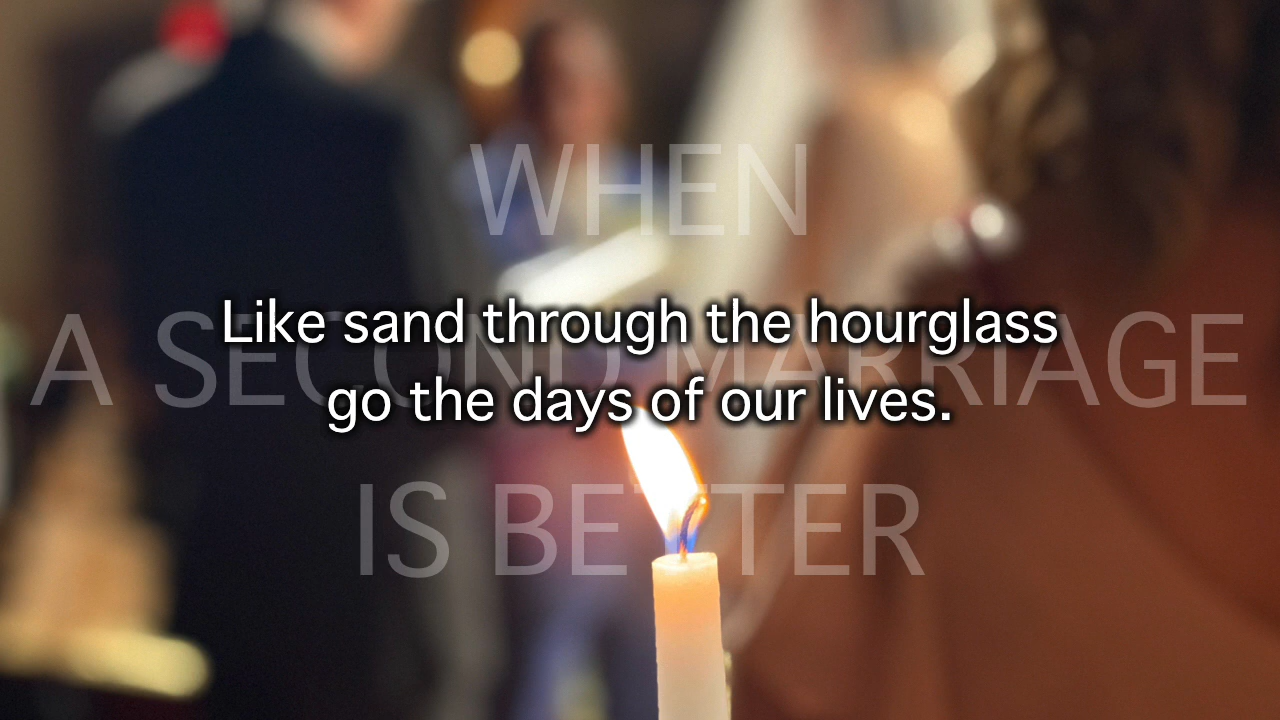 WHEN
Like sand through the hourglass
A SECOND MARRIAGE
go the days of our lives.
IS BETTER